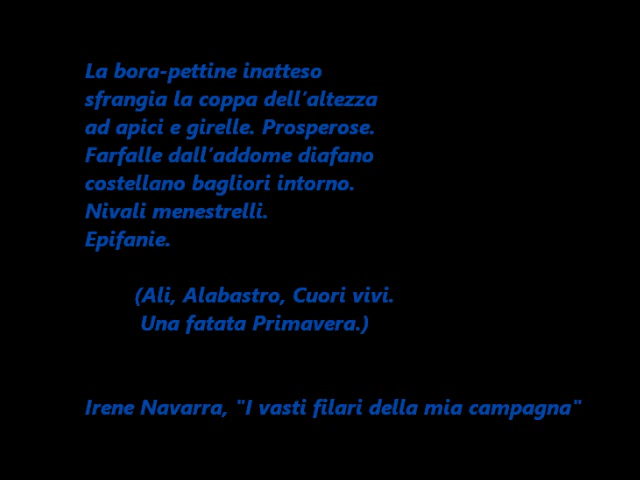 La bora-pettine inatteso
sfrangia la coppa dell’altezza
ad apici e girelle. Prosperose.
Farfalle dall’addome diafano
costellano bagliori intorno.
Nivali menestrelli.
Epifanie.
(Ali, Alabastro, Cuori vivi.
Una fatata Primavera.)
Irene Navarra, "I vasti filari della mia campagna"